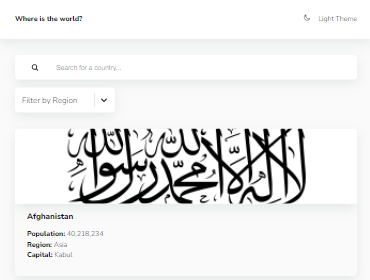 Where is the world?
Light Theme
Search for a country...
Filter by Region
لا إله إلا الله محمد رسول الله
Afghanistan
Population: 40,218,234
Region: Asia
Capital: Kabul